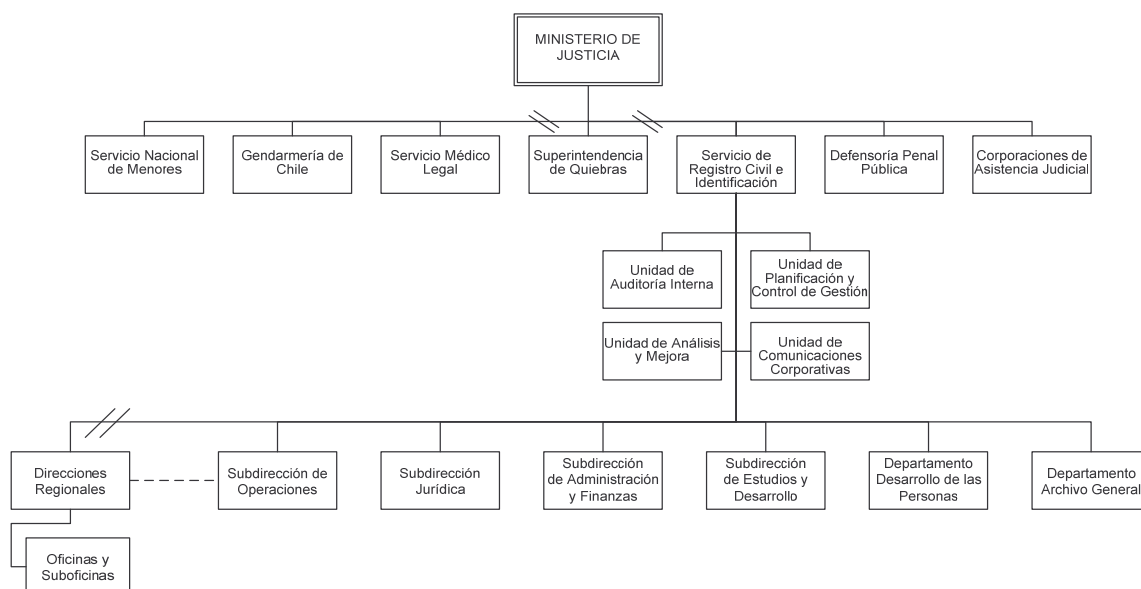 MINISTERIO DE
JUSTICIA
Servicio Nacional
de Menores
Gendarmería de
Chile
Servicio Médico
Legal
Superintendencia
de Quiebras
Servicio de
Registro Civil e
Identificación
Defensoría Penal
Pública
Corporaciones de
Asistencia Judicial
Unidad de
Auditoría Interna
Unidad de
Planificación y
Control de Gestión
Unidad de Análisis
y Mejora
Unidad de
Comunicaciones
Corporativas
Direcciones
Regionales
Subdirección de
Operaciones
Subdirección
Jurídica
Subdirección
de Administración
y Finanzas
Subdirección
de Estudios y
Desarrollo
Departamento
Desarrollo de las
Personas
Departamento
Archivo General
Oficinas y
Suboficinas